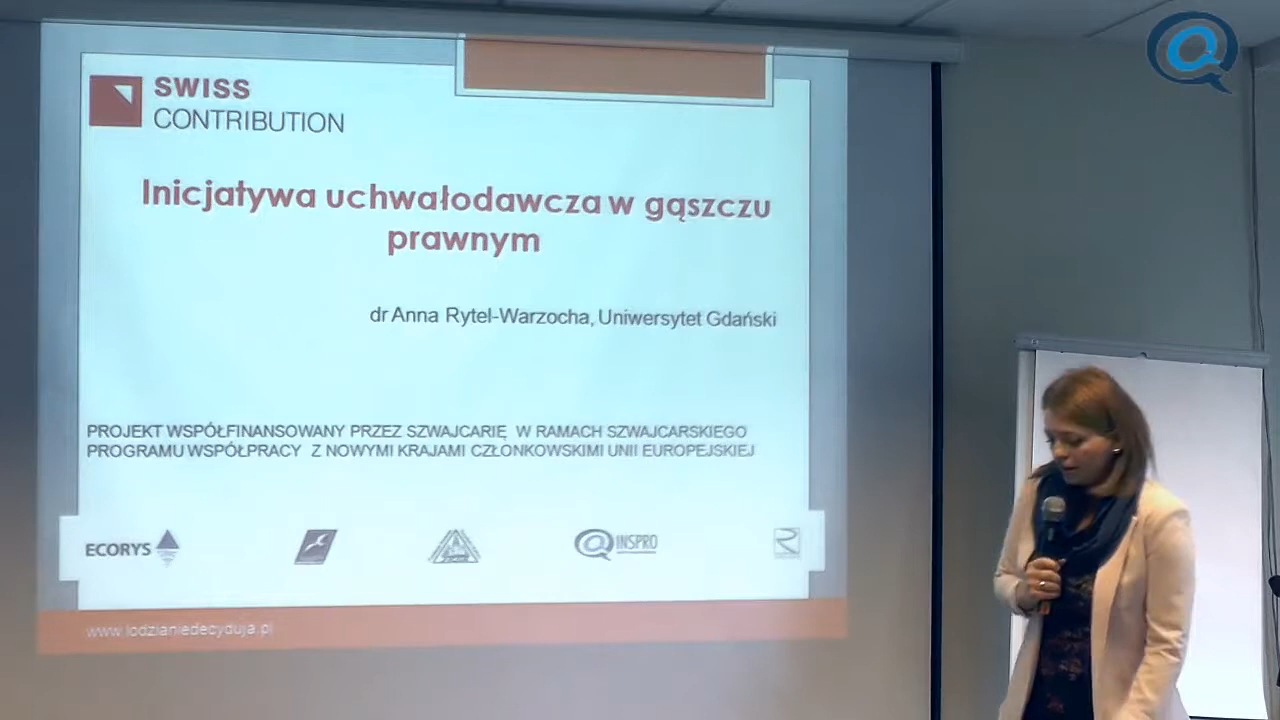 SWISS
CONTRIBUTION
Inicjatywa uchwałodawcza w gąszczu
prawnym
dr Anna Rytel-Warzocha, Uniwersytet Gdański
PROJEKT WSPÓŁFINANSOWANY PRZEZ SZWAJCARIĘ W RAMACH SZWAJCARSKIEGO
PROGRAMU WSPÓŁPRACY Z NOWYMI KRAJAMI CZŁONKOWSKIMI UNII EUROPEJSKIEJ
ECORYS
INSPRO
www.lodzianiedecyduja.pl